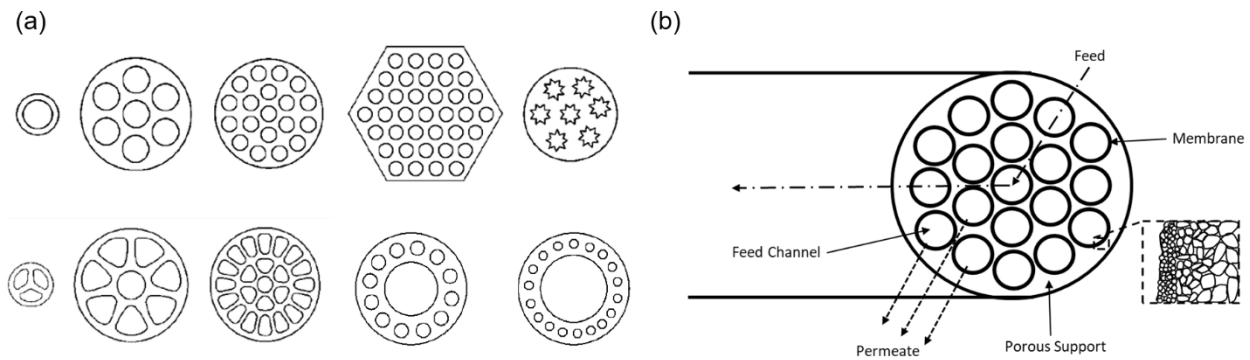 (a)
(b)
Feed
Membrane
Feed Channel
Permeate
Porous Support